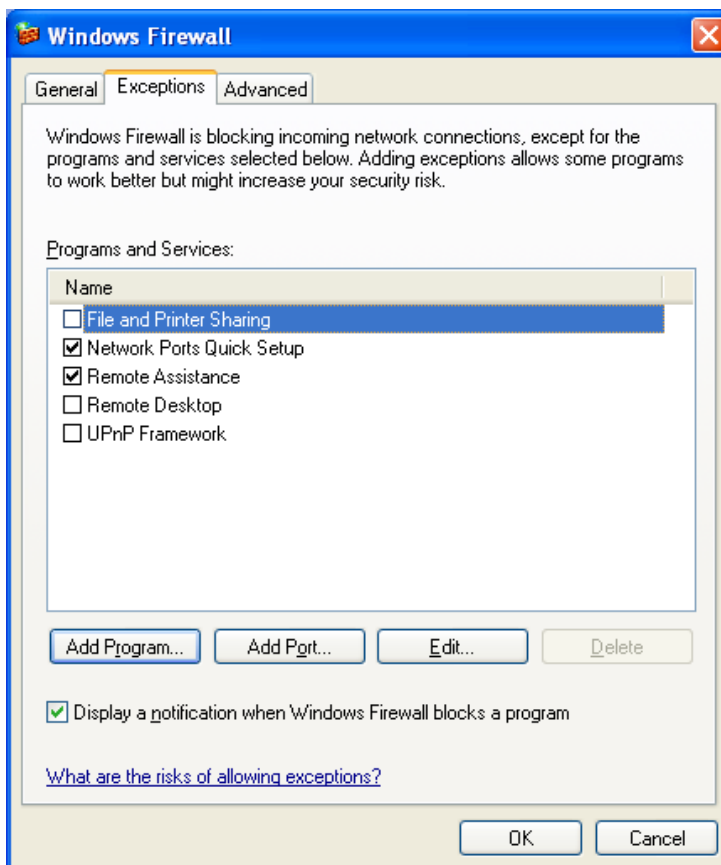 Windows Firewall
General Exceptions Advanced
Windows Firewall is blocking incoming network connections, except for the
programs and services selected below. Adding exceptions allows some programs
to work better but might increase your security risk.
Programs and Services:
Name
File and Printer Sharing
Network Ports Quick Setup
Remote Assistance
Remote Desktop
UPnP Framework
Add Program... Add Port... Edit... Delete
Display a notification when Windows Firewall blocks a program
What are the risks of allowing exceptions?
OK Cancel